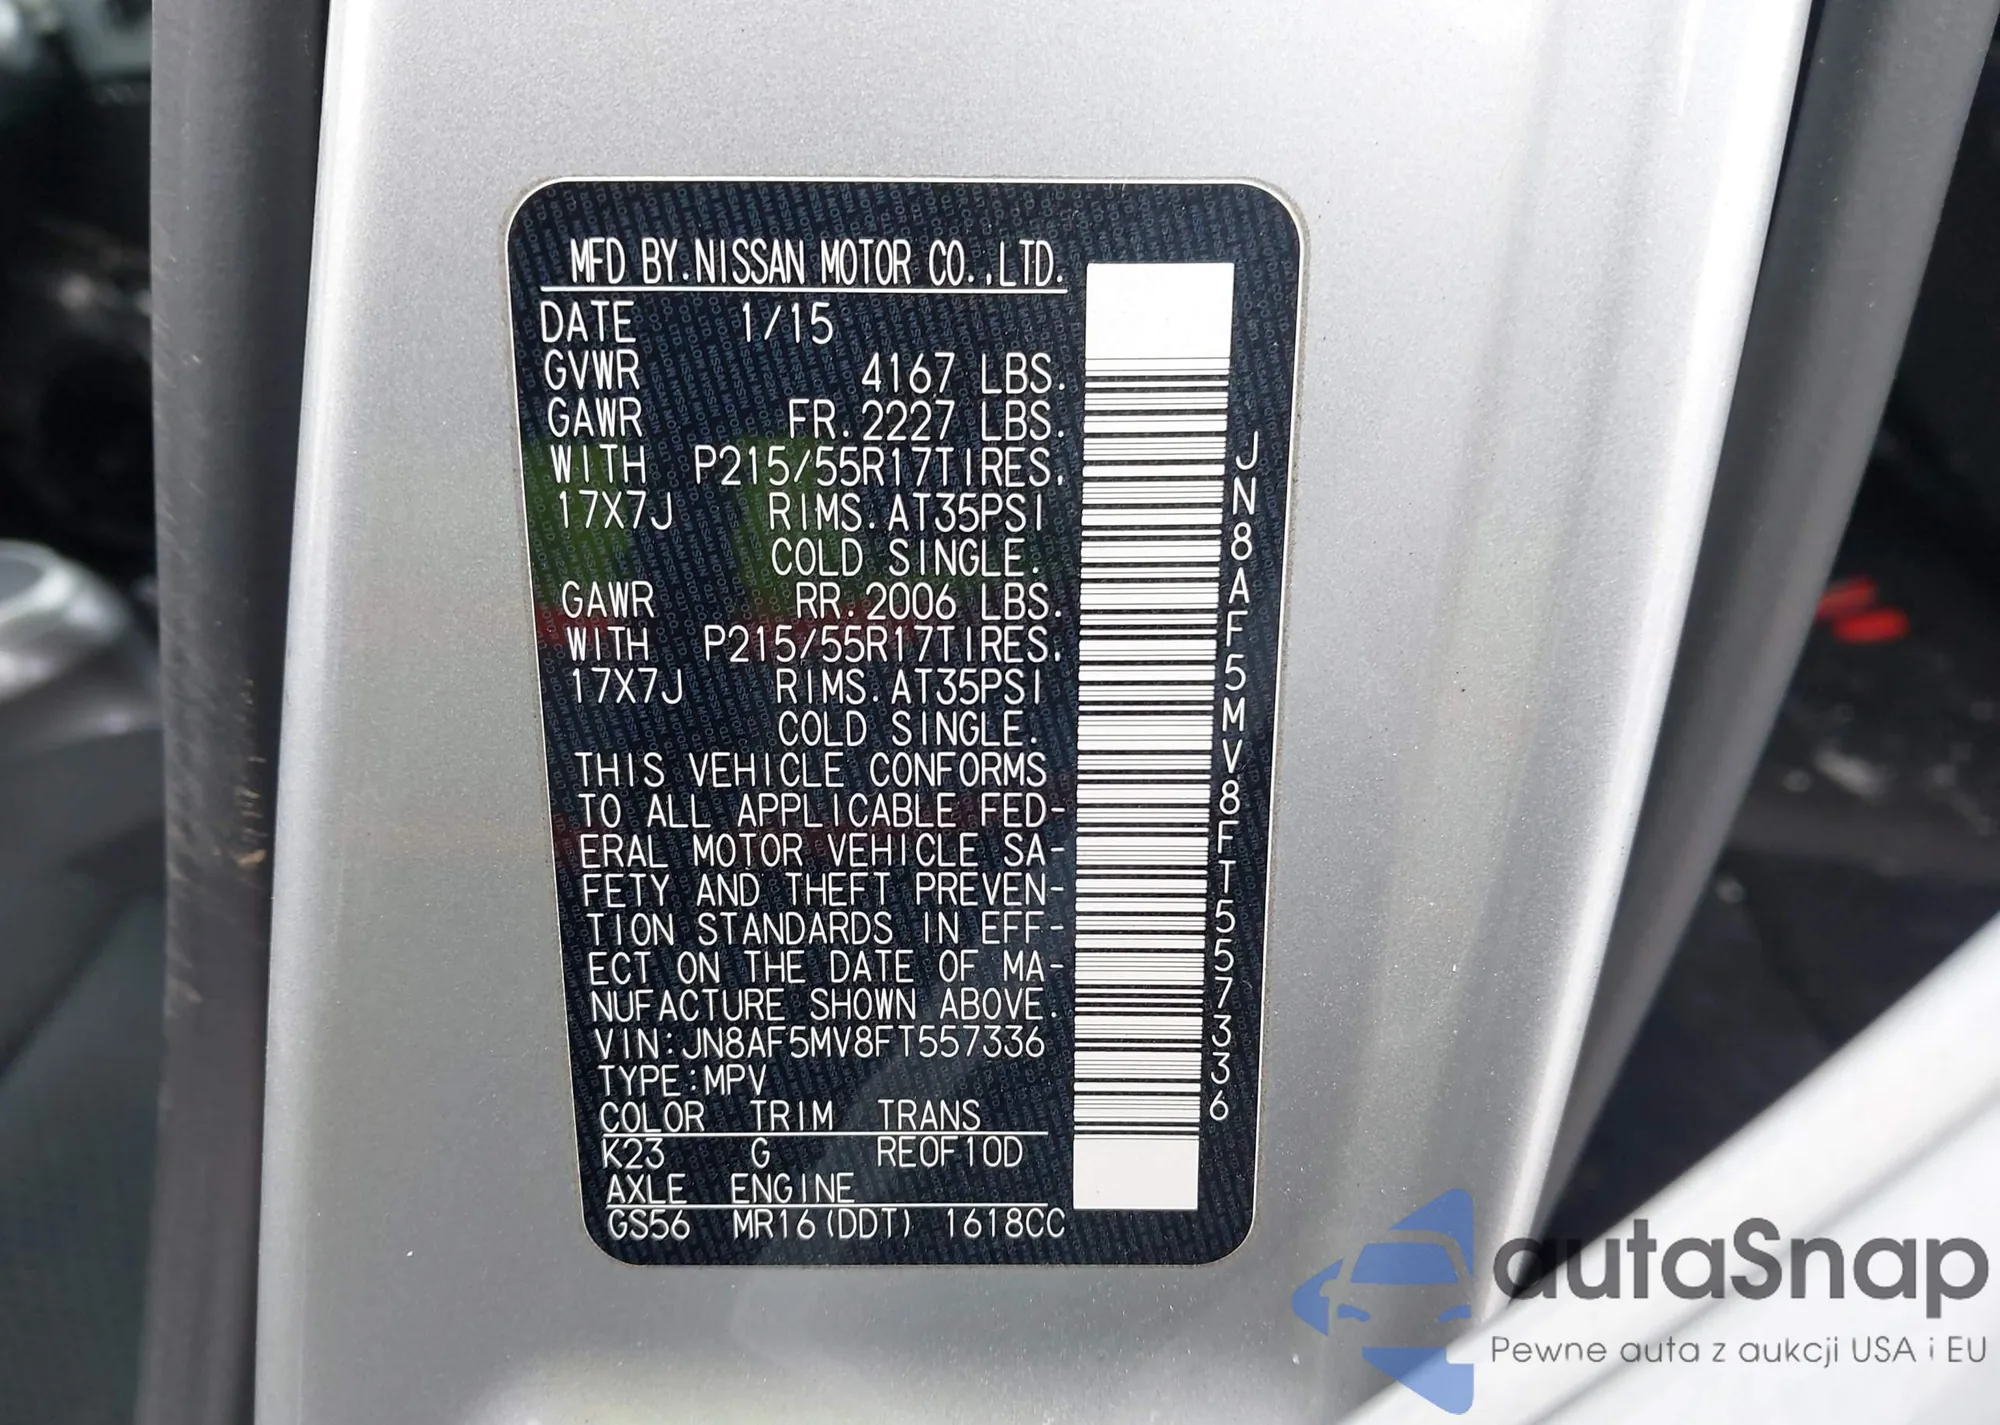 MFD BY.NISSAN MOTOR CO.,LTD.
DATE 1/15
GVWR 4167 LBS.
GAWR FR.2227 LBS.
WITH P215/55R17TIRES.
17X7J RIMS.AT35PSI
COLD SINGLE.
GAWR RR.2006 LBS.
WITH P215/55R17TIRES.
17X7J RIMS.AT35PSI
COLD SINGLE.
THIS VEHICLE CONFORMS
TO ALL APPLICABLE FED-
ERAL MOTOR VEHICLE SA-
FETY AND THEFT PREVEN-
TION STANDARDS IN EFF-
ECT ON THE DATE OF MA-
NUFACTURE SHOWN ABOVE.
VIN:JN8AF5MV8FT557336
TYPE:MPV
COLOR TRIM TRANS
K23 G RE0F10D
AXLE ENGINE
GS56 MR16(DDT) 1618CC
JN8AF5MV8FT557336
autaSnap
Pewne auta z aukcji USA i EU